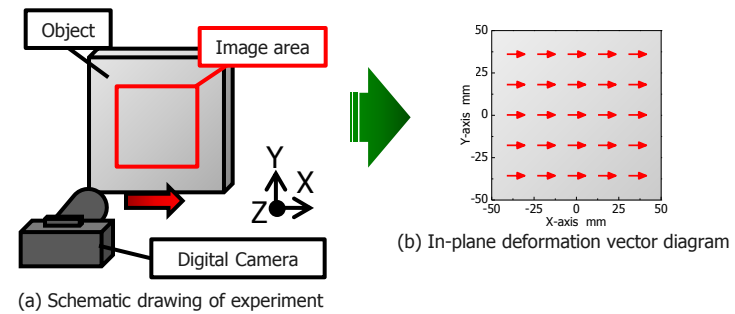 Object
Image area
Y
X
Z
Digital Camera
(a) Schematic drawing of experiment
50
25
0
-25
-50
Y-axis mm
-50
-25
0
25
50
X-axis mm
(b) In-plane deformation vector diagram